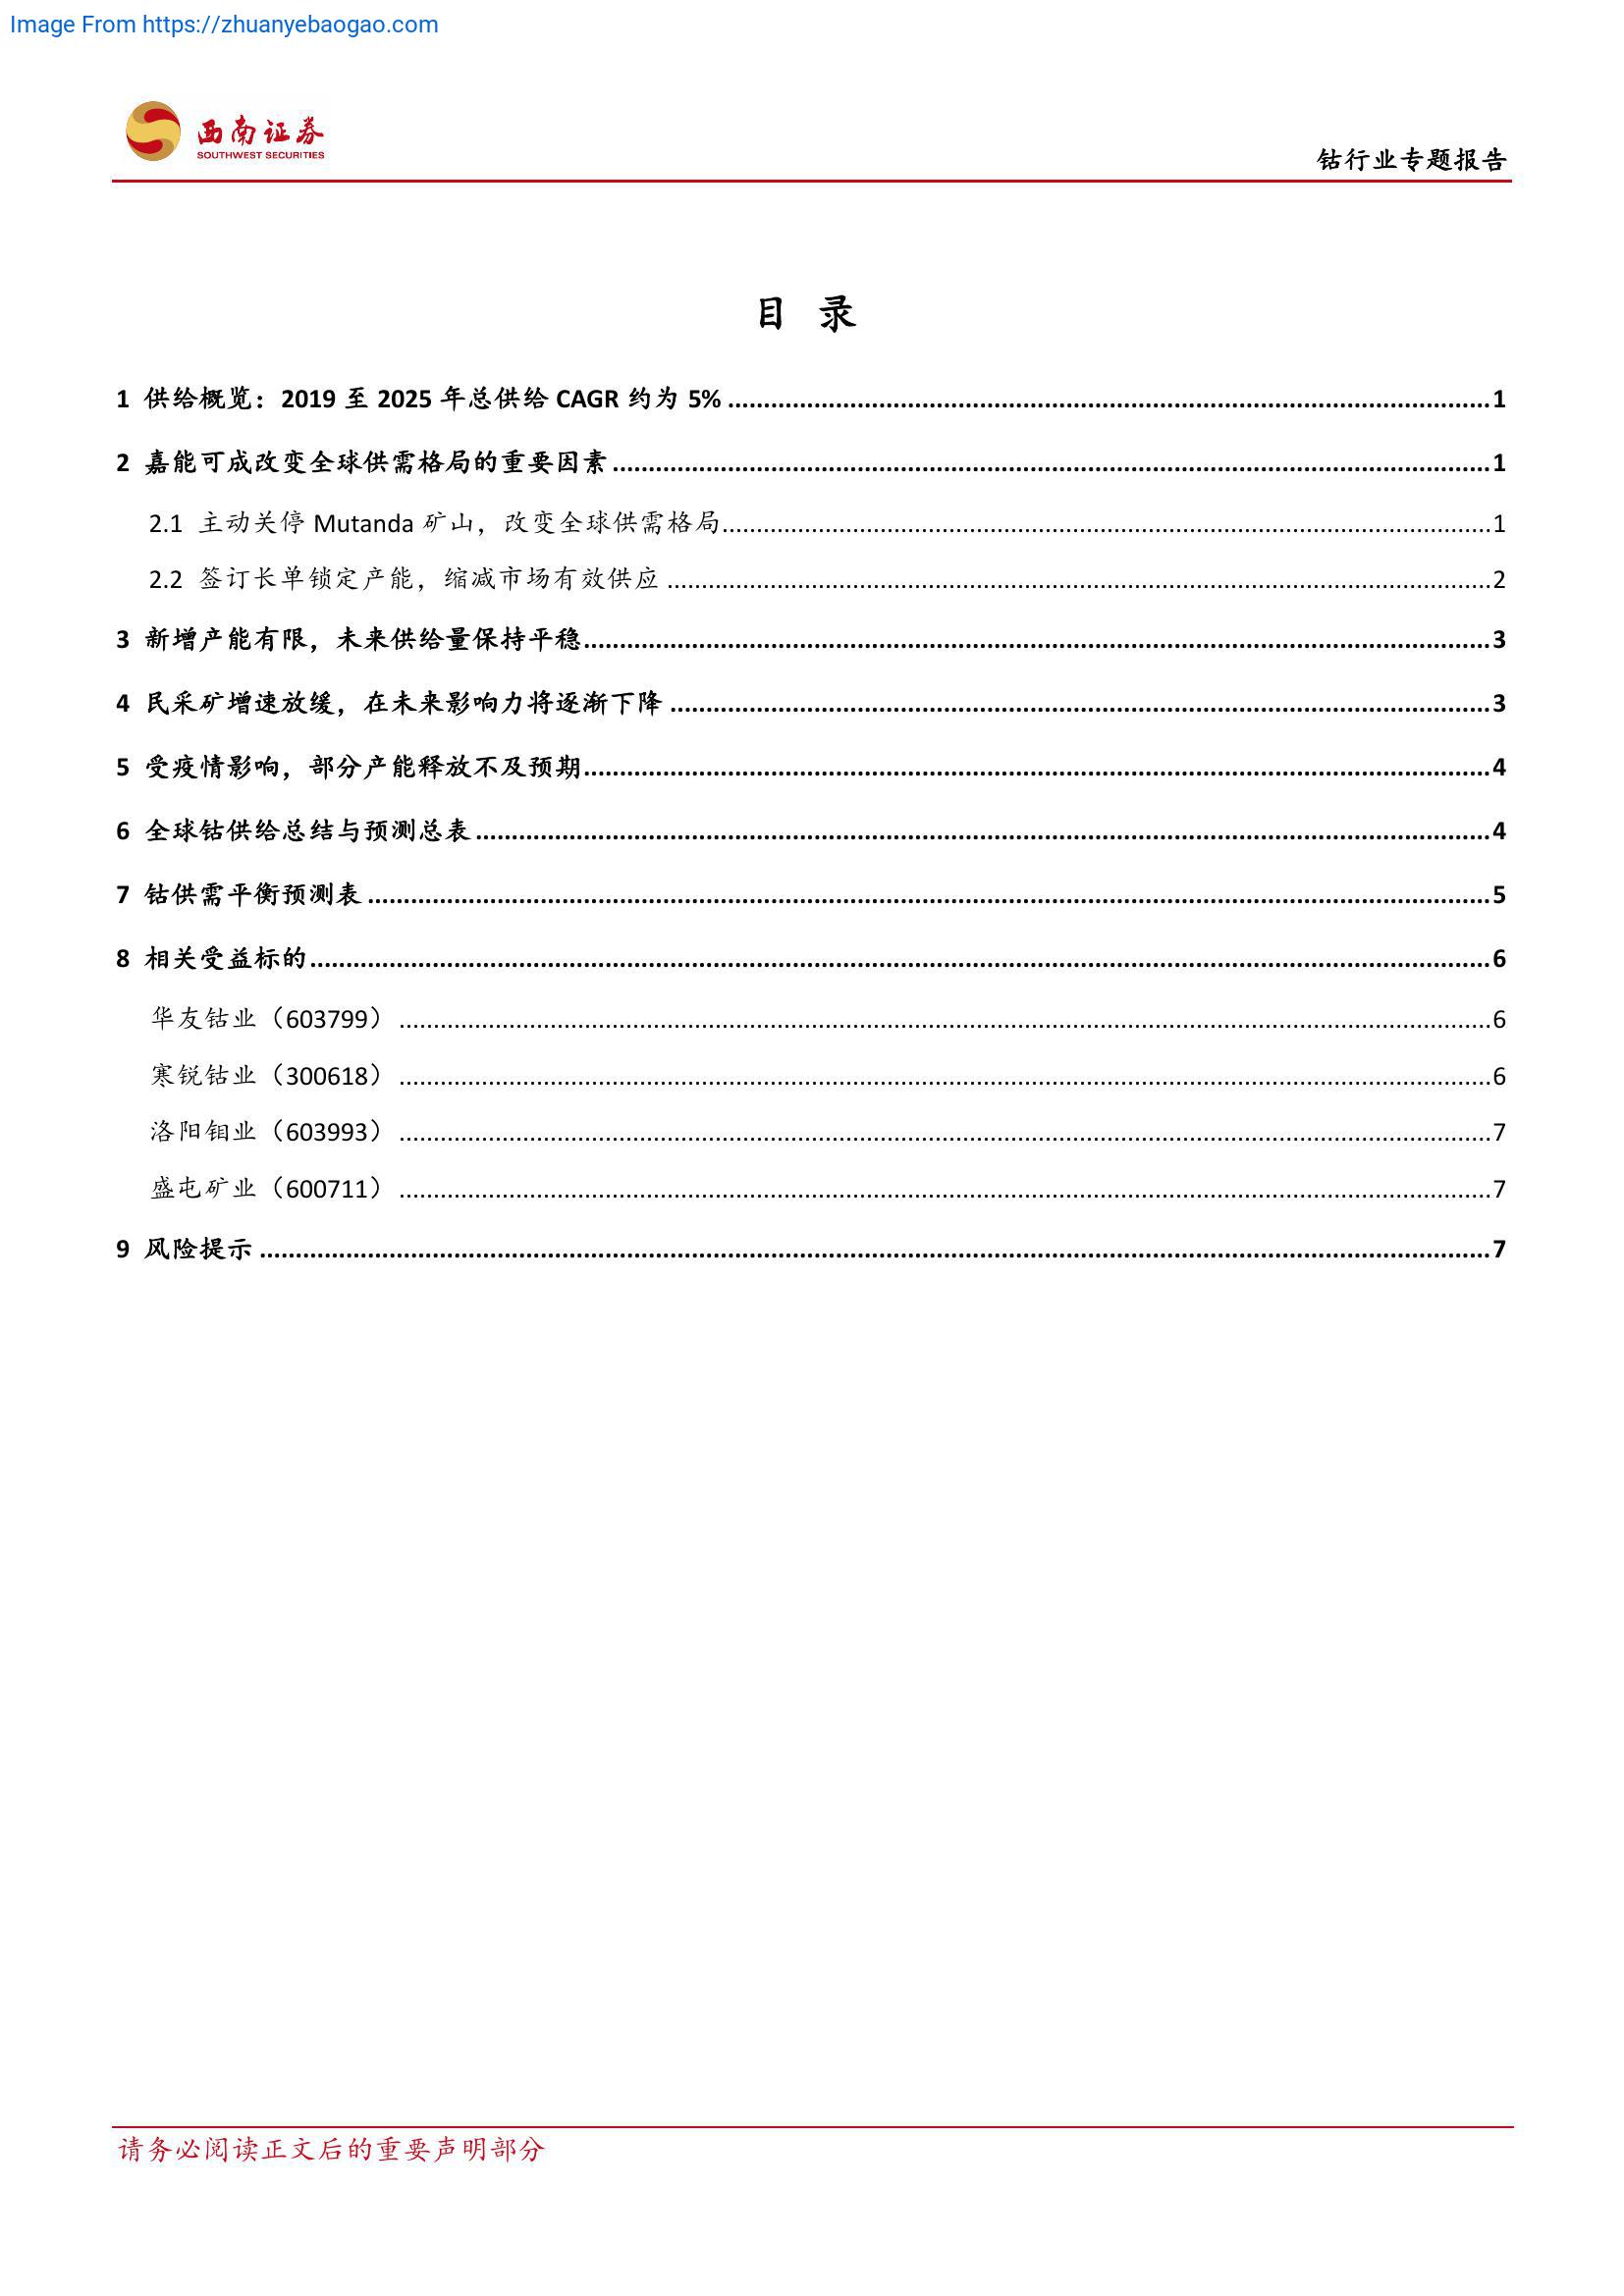 Image From https://zhuanyebaogao.com
西南证券
SOUTHWEST SECURITIES
钴行业专题报告
目 录
1 供给概览：2019 至 2025 年总供给 CAGR 约为 5% ........ 1
2 嘉能可成改变全球供需格局的重要因素 ........ 1
2.1 主动关停 Mutanda 矿山，改变全球供需格局 ........ 1
2.2 签订长单锁定产能，缩减市场有效供应 ........ 2
3 新增产能有限，未来供给量保持平稳 ........ 3
4 民采矿增速放缓，在未来影响力将逐渐下降 ........ 3
5 受疫情影响，部分产能释放不及预期 ........ 4
6 全球钴供给总结与预测总表 ........ 4
7 钴供需平衡预测表 ........ 5
8 相关受益标的 ........ 6
华友钴业（603799） ........ 6
寒锐钴业（300618） ........ 6
洛阳钼业（603993） ........ 7
盛屯矿业（600711） ........ 7
9 风险提示 ........ 7
请务必阅读正文后的重要声明部分